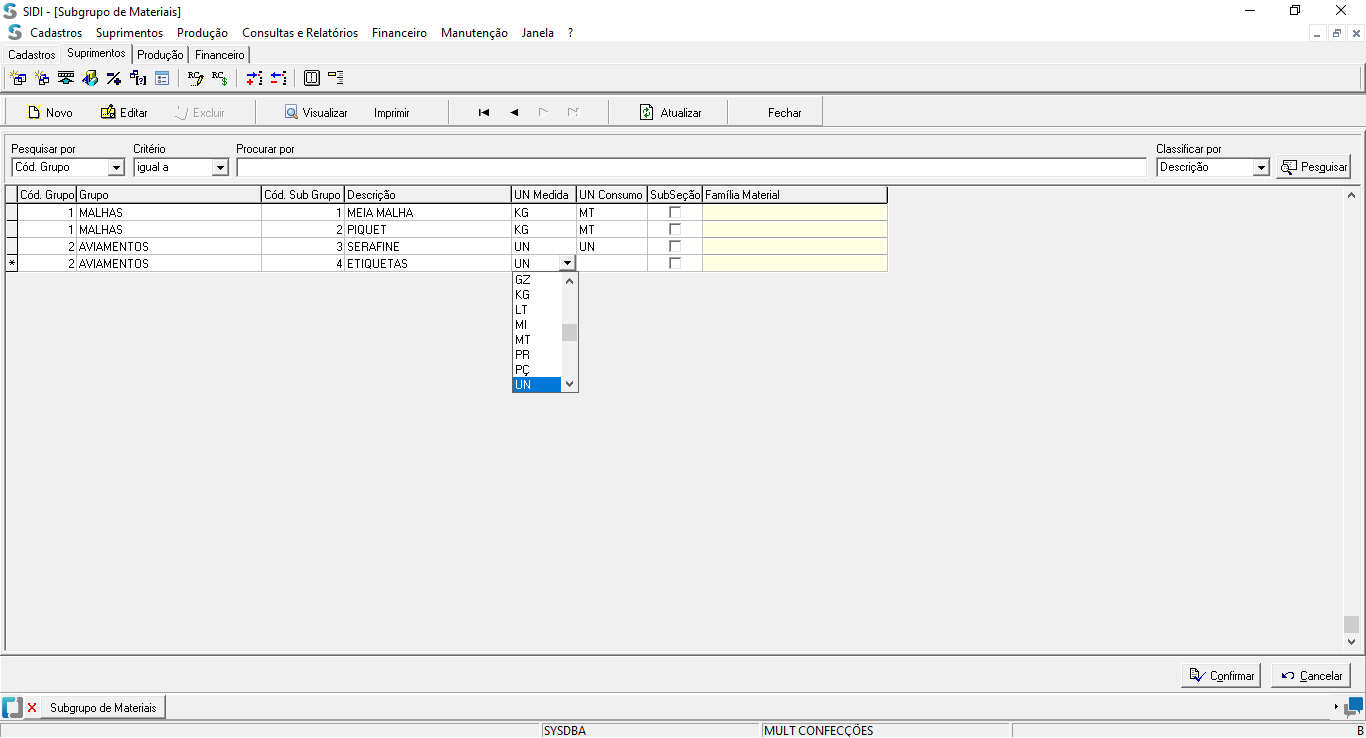 SIDI - [Subgrupo de Materiais]
Cadastros Suprimentos Produção Consultas e Relatórios Financeiro Manutenção Janela ?
Cadastros Suprimentos Produção Financeiro
Novo Editar Excluir Visualizar Imprimir Atualizar Fechar
Pesquisar por Critério Procurar por Classificar por
Cód. Grupo igual a Descrição Pesquisar
Cód. Grupo Grupo Cód. Sub Grupo Descrição UN Medida UN Consumo SubSeção Família Material
1 MALHAS 1 MEIA MALHA KG MT
1 MALHAS 2 PIQUET KG MT
2 AVIAMENTOS 3 SERAFINE UN UN
* 2 AVIAMENTOS 4 ETIQUETAS UN
GZ
KG
LT
MI
MT
PR
PÇ
UN
Confirmar Cancelar
Subgrupo de Materiais
SYSDBA MULT CONFECÇÕES B